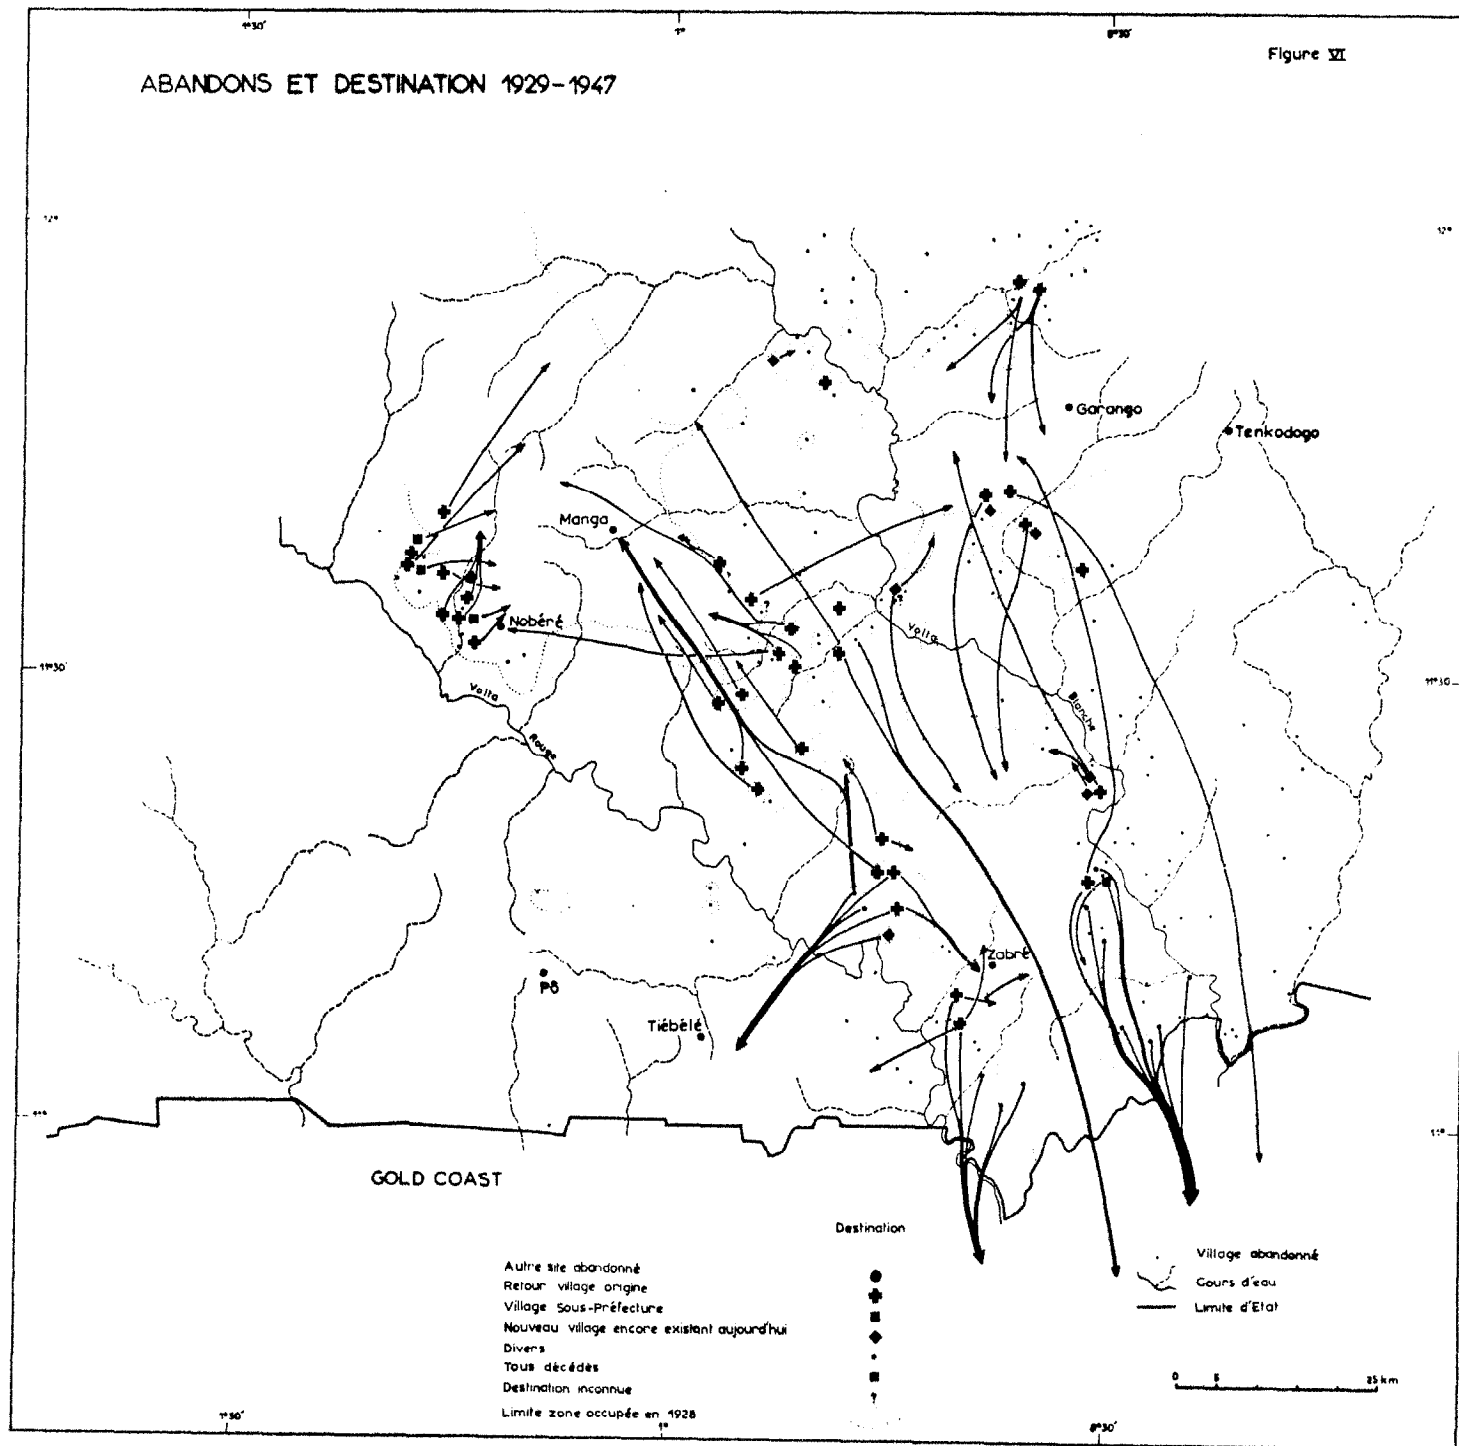 1°30'
1°
0°30'
Figure VI
ABANDONS ET DESTINATION 1929-1947
12°
12°
Garango
Tenkodogo
Manga
Nobéré
Volta
11°30'
11°30'
Volta
Blanche
Rouge
Zabré
Pô
Tiébélé
11°
11°
GOLD COAST
Destination
Autre site abandonné
Retour village origine
Village Sous-Préfecture
Nouveau village encore existant aujourd'hui
Divers
Tous décédés
Destination inconnue
?
Limite zone occupée en 1928
Village abandonné
Cours d'eau
Limite d'Etat
0 5 25 km
1°30'
1°
0°30'